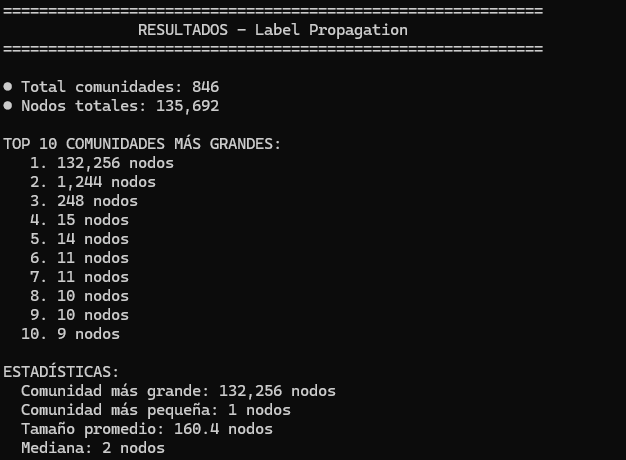 ============================================================
RESULTADOS - Label Propagation
============================================================
● Total comunidades: 846
● Nodos totales: 135,692
TOP 10 COMUNIDADES MÁS GRANDES:
1. 132,256 nodos
2. 1,244 nodos
3. 248 nodos
4. 15 nodos
5. 14 nodos
6. 11 nodos
7. 11 nodos
8. 10 nodos
9. 10 nodos
10. 9 nodos
ESTADÍSTICAS:
Comunidad más grande: 132,256 nodos
Comunidad más pequeña: 1 nodos
Tamaño promedio: 160.4 nodos
Mediana: 2 nodos